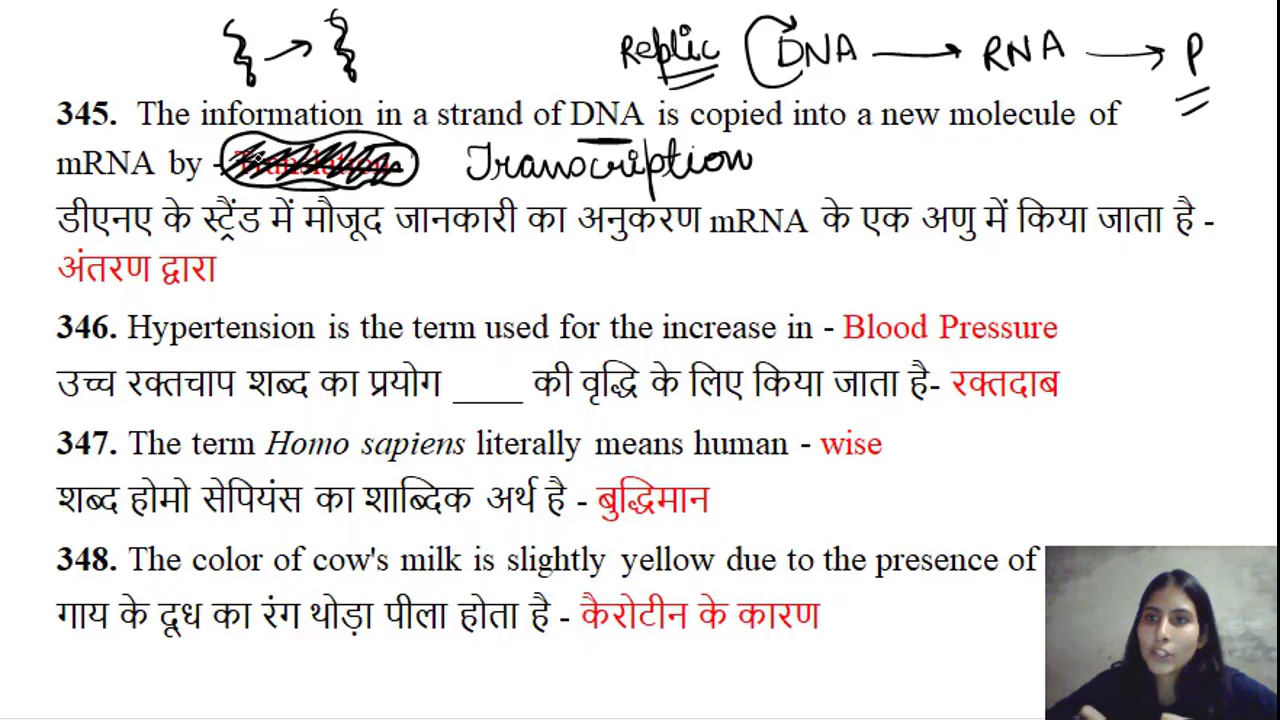 Replic DNA → RNA → P
345. The information in a strand of DNA is copied into a new molecule of
mRNA by - Transcription
डीएनए के स्ट्रैंड में मौजूद जानकारी का अनुकरण mRNA के एक अणु में किया जाता है -
अंतरण द्वारा
346. Hypertension is the term used for the increase in - Blood Pressure
उच्च रक्तचाप शब्द का प्रयोग ____ की वृद्धि के लिए किया जाता है- रक्तदाब
347. The term Homo sapiens literally means human - wise
शब्द होमो सेपियंस का शाब्दिक अर्थ है - बुद्धिमान
348. The color of cow's milk is slightly yellow due to the presence of
गाय के दूध का रंग थोड़ा पीला होता है - कैरोटीन के कारण